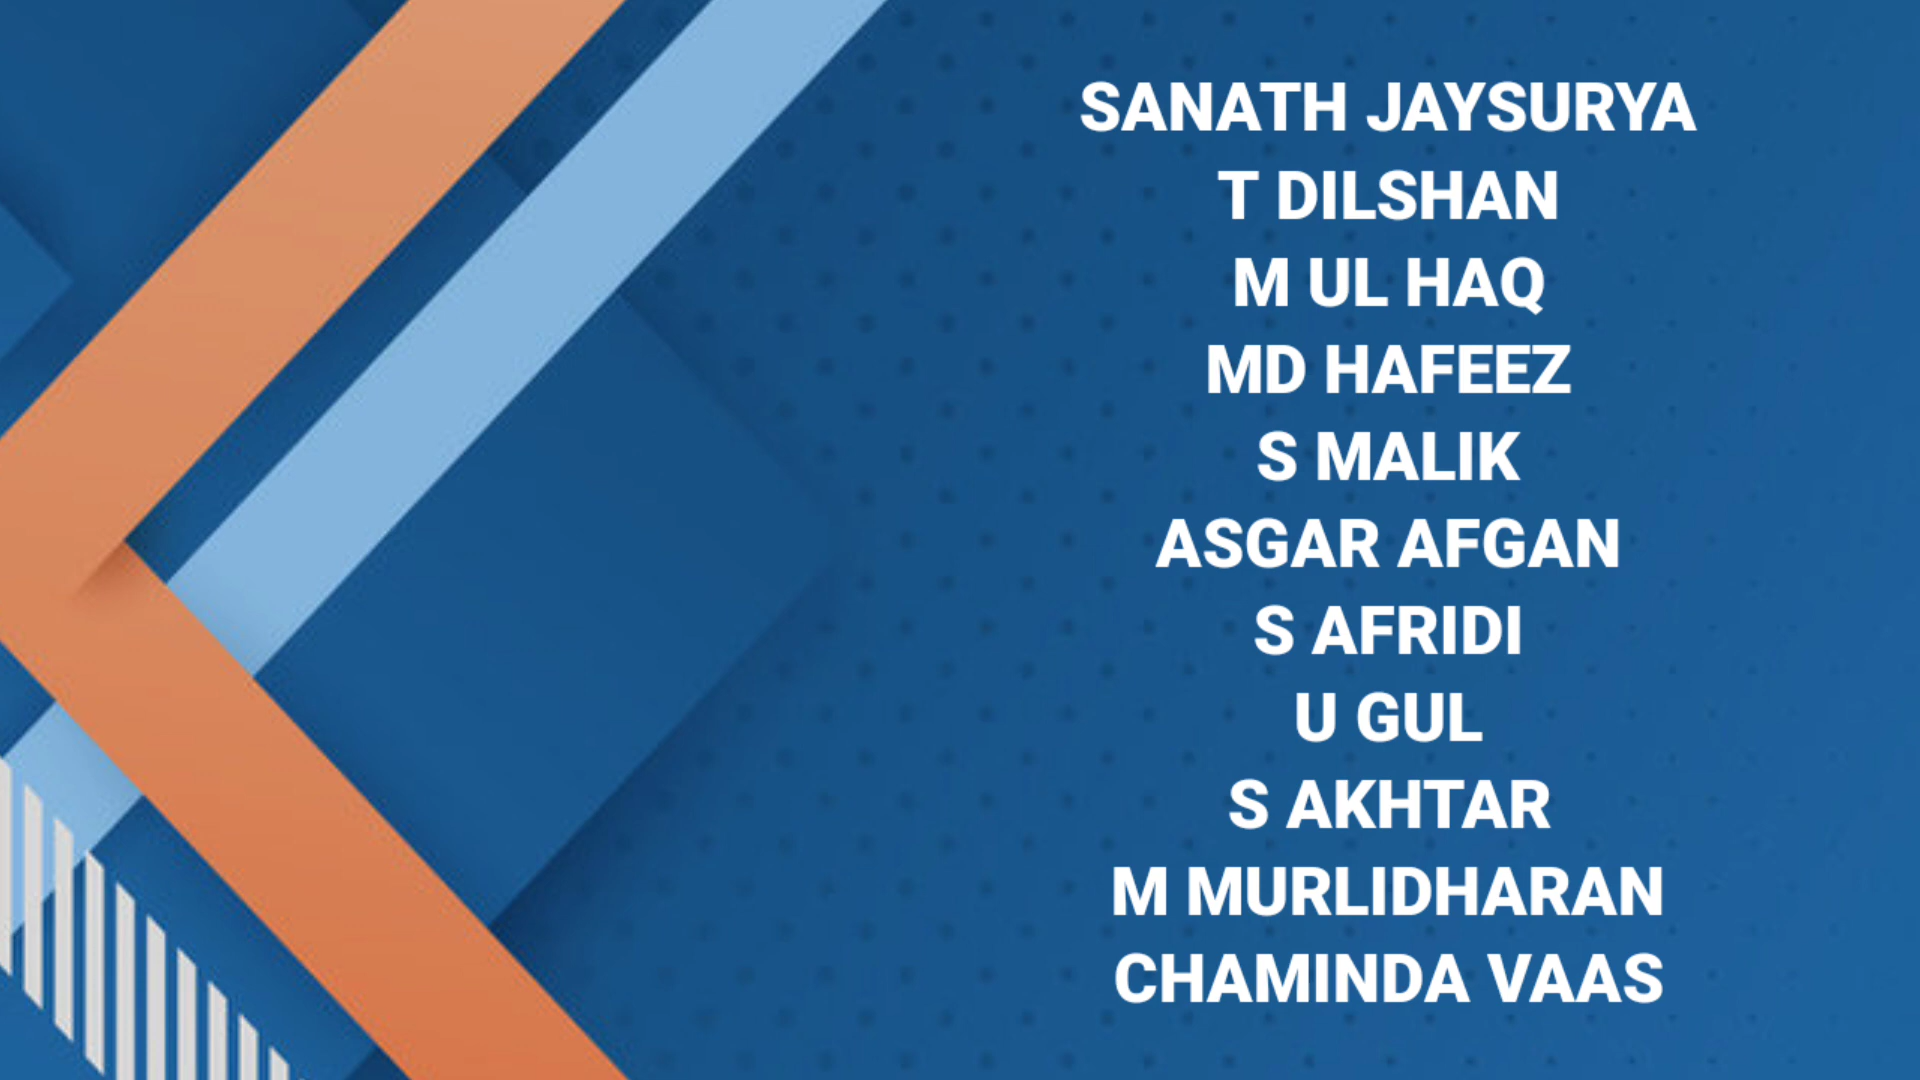 SANATH JAYSURYA
T DILSHAN
M UL HAQ
MD HAFEEZ
S MALIK
ASGAR AFGAN
S AFRIDI
U GUL
S AKHTAR
M MURLIDHARAN
CHAMINDA VAAS